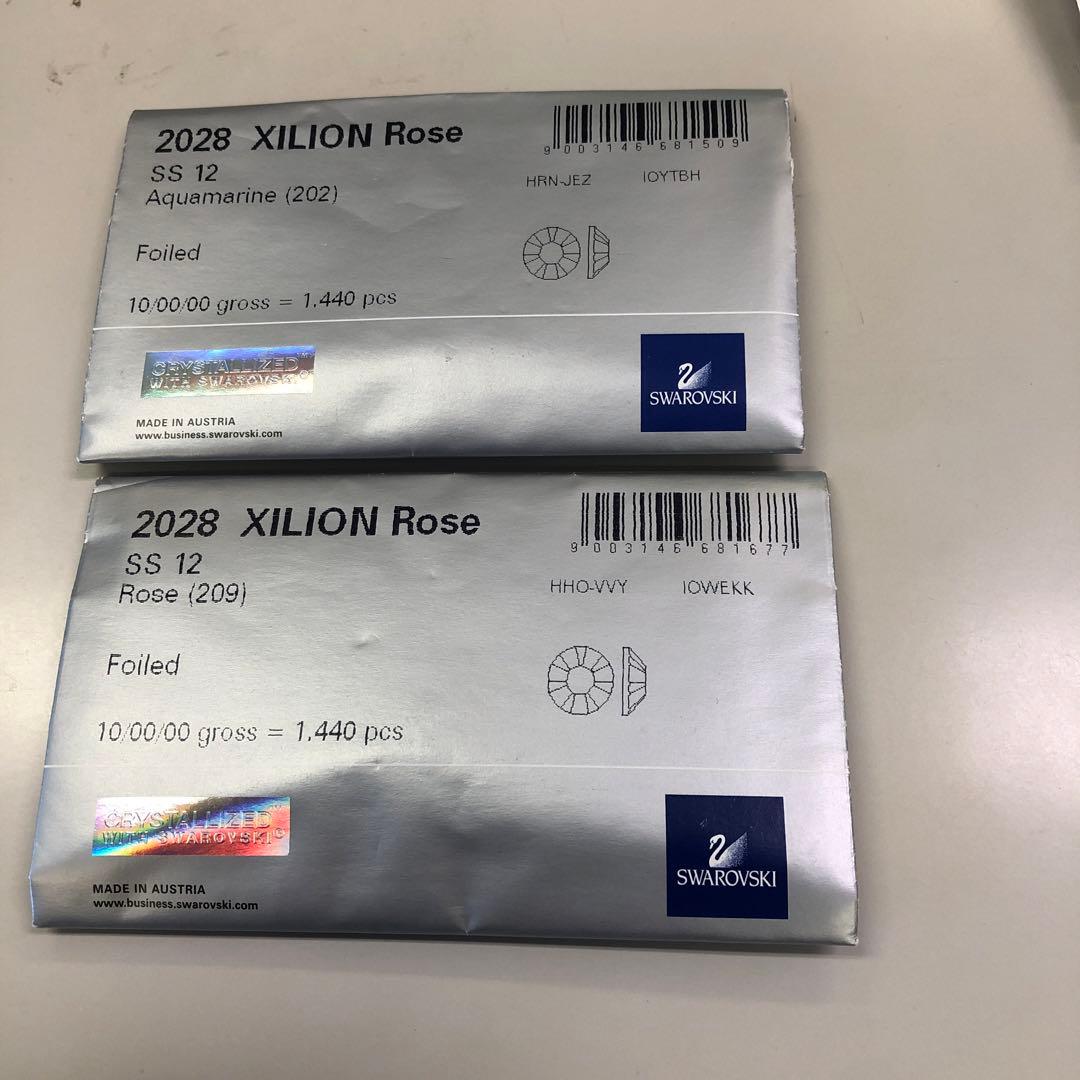 2028 XILION Rose
SS 12
Aquamarine (202)
9 003146 681509
HRN-JEZ IOYTBH
Foiled
10/00/00 gross = 1.440 pcs
CRYSTALLIZED™
WITH SWAROVSKI©
SWAROVSKI
MADE IN AUSTRIA
www.business.swarovski.com
2028 XILION Rose
SS 12
Rose (209)
9 003146 681677
HHO-VVY IOWEKK
Foiled
10/00/00 gross = 1.440 pcs
CRYSTALLIZED™
WITH SWAROVSKI©
SWAROVSKI
MADE IN AUSTRIA
www.business.swarovski.com